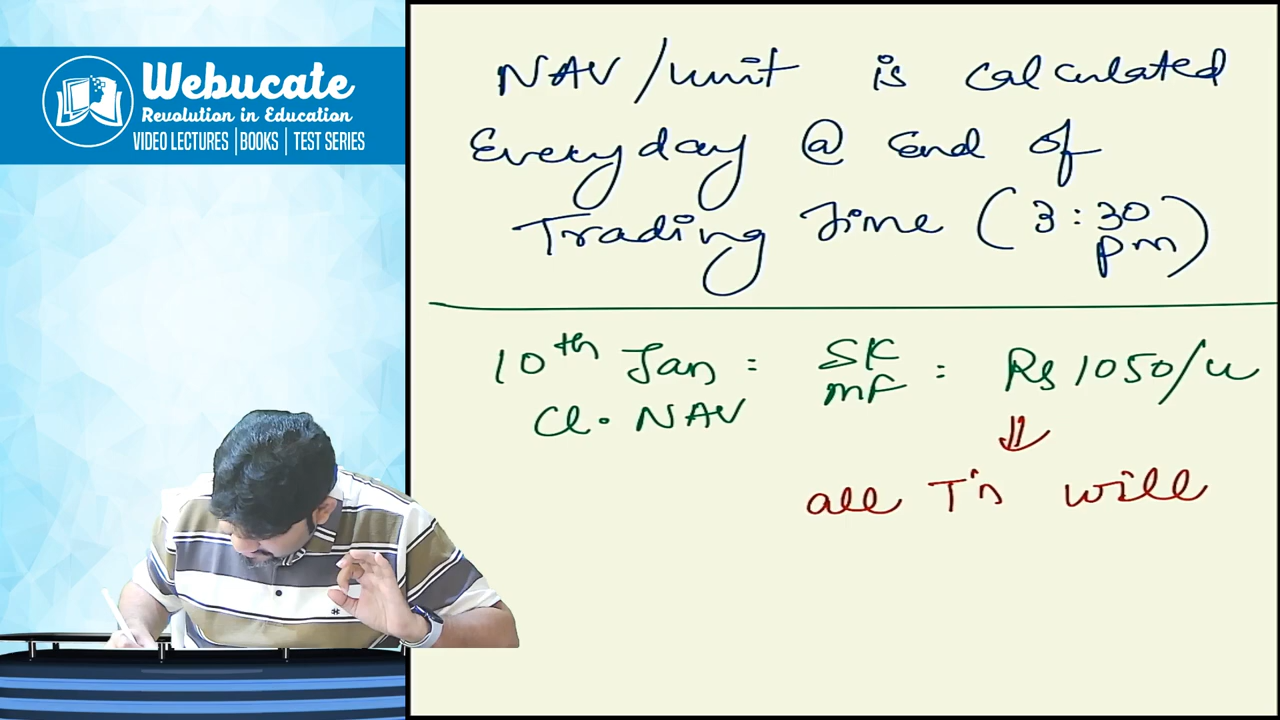 Webucate
Revolution in Education
VIDEO LECTURES | BOOKS | TEST SERIES
NAV/unit is calculated
Everyday @ end of
Trading Time (3:30
pm)
10th Jan = SK = Rs 1050/u
Cl. NAV MF
⇓
all T'n will